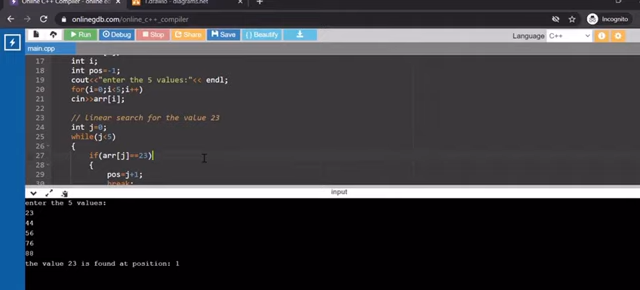 Online C++ Compiler - online edi
1.drawio - diagrams.net
onlinegdb.com/online_c++_compiler
Incognito
Run
Debug
Stop
Share
Save
{ } Beautify
Language
C++
main.cpp
17 int i;
18 int pos=-1;
19 cout<<"enter the 5 values:"<< endl;
20 for(i=0;i<5;i++)
21 cin>>arr[i];
22
23 // linear search for the value 23
24 int j=0;
25 while(j<5)
26 {
27 if(arr[j]==23)
28 {
29 pos=j+1;
30 break;
input
enter the 5 values:
23
44
56
76
88
the value 23 is found at position: 1